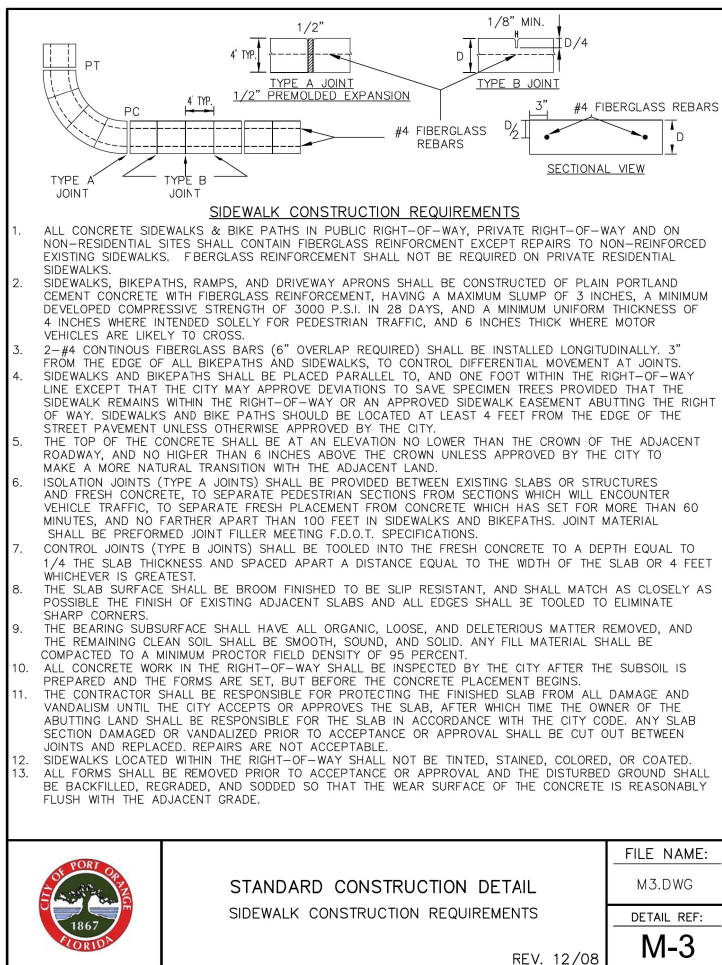 1/2"
4' TYP.
TYPE A JOINT
1/2" PREMOLDED EXPANSION
1/8" MIN.
D/4
D
TYPE B JOINT
PT
PC
4' TYP.
#4 FIBERGLASS
REBARS
TYPE A
JOINT
TYPE B
JOINT
3"
#4 FIBERGLASS REBARS
D/2
D
SECTIONAL VIEW
SIDEWALK CONSTRUCTION REQUIREMENTS
1. ALL CONCRETE SIDEWALKS & BIKE PATHS IN PUBLIC RIGHT-OF-WAY, PRIVATE RIGHT-OF-WAY AND ON
NON-RESIDENTIAL SITES SHALL CONTAIN FIBERGLASS REINFORCMENT EXCEPT REPAIRS TO NON-REINFORCED
EXISTING SIDEWALKS. F BERGLASS REINFORCEMENT SHALL NOT BE REQUIRED ON PRIVATE RESIDENTIAL
SIDEWALKS.
2. SIDEWALKS, BIKEPATHS, RAMPS, AND DRIVEWAY APRONS SHALL BE CONSTRUCTED OF PLAIN PORTLAND
CEMENT CONCRETE WITH FIBERGLASS REINFORCEMENT, HAVING A MAXIMUM SLUMP OF 3 INCHES, A MINIMUM
DEVELOPED COMPRESSIVE STRENGTH OF 3000 P.S.I. IN 28 DAYS, AND A MINIMUM UNIFORM THICKNESS OF
4 INCHES WHERE INTENDED SOLELY FOR PEDESTRIAN TRAFFIC, AND 6 INCHES THICK WHERE MOTOR
VEHICLES ARE LIKELY TO CROSS.
3. 2-#4 CONTINOUS FIBERGLASS BARS (6" OVERLAP REQUIRED) SHALL BE INSTALLED LONGITUDINALLY. 3"
FROM THE EDGE OF ALL BIKEPATHS AND SIDEWALKS, TO CONTROL DIFFERENTIAL MOVEMENT AT JOINTS.
4. SIDEWALKS AND BIKEPATHS SHALL BE PLACED PARALLEL TO, AND ONE FOOT WITHIN THE RIGHT-OF-WAY
LINE EXCEPT THAT THE CITY MAY APPROVE DEVIATIONS TO SAVE SPECIMEN TREES PROVIDED THAT THE
SIDEWALK REMAINS WITHIN THE RIGHT-OF-WAY OR AN APPROVED SIDEWALK EASEMENT ABUTTING THE RIGHT
OF WAY. SIDEWALKS AND BIKE PATHS SHOULD BE LOCATED AT LEAST 4 FEET FROM THE EDGE OF THE
STREET PAVEMENT UNLESS OTHERWISE APPROVED BY THE CITY.
5. THE TOP OF THE CONCRETE SHALL BE AT AN ELEVATION NO LOWER THAN THE CROWN OF THE ADJACENT
ROADWAY, AND NO HIGHER THAN 6 INCHES ABOVE THE CROWN UNLESS APPROVED BY THE CITY TO
MAKE A MORE NATURAL TRANSITION WITH THE ADJACENT LAND.
6. ISOLATION JOINTS (TYPE A JOINTS) SHALL BE PROVIDED BETWEEN EXISTING SLABS OR STRUCTURES
AND FRESH CONCRETE, TO SEPARATE PEDESTRIAN SECTIONS FROM SECTIONS WHICH WILL ENCOUNTER
VEHICLE TRAFFIC, TO SEPARATE FRESH PLACEMENT FROM CONCRETE WHICH HAS SET FOR MORE THAN 60
MINUTES, AND NO FARTHER APART THAN 100 FEET IN SIDEWALKS AND BIKEPATHS. JOINT MATERIAL
SHALL BE PREFORMED JOINT FILLER MEETING F.D.O.T. SPECIFICATIONS.
7. CONTROL JOINTS (TYPE B JOINTS) SHALL BE TOOLED INTO THE FRESH CONCRETE TO A DEPTH EQUAL TO
1/4 THE SLAB THICKNESS AND SPACED APART A DISTANCE EQUAL TO THE WIDTH OF THE SLAB OR 4 FEET
WHICHEVER IS GREATEST.
8. THE SLAB SURFACE SHALL BE BROOM FINISHED TO BE SLIP RESISTANT, AND SHALL MATCH AS CLOSELY AS
POSSIBLE THE FINISH OF EXISTING ADJACENT SLABS AND ALL EDGES SHALL BE TOOLED TO ELIMINATE
SHARP CORNERS.
9. THE BEARING SUBSURFACE SHALL HAVE ALL ORGANIC, LOOSE, AND DELETERIOUS MATTER REMOVED, AND
THE REMAINING CLEAN SOIL SHALL BE SMOOTH, SOUND, AND SOLID. ANY FILL MATERIAL SHALL BE
COMPACTED TO A MINIMUM PROCTOR FIELD DENSITY OF 95 PERCENT.
10. ALL CONCRETE WORK IN THE RIGHT-OF-WAY SHALL BE INSPECTED BY THE CITY AFTER THE SUBSOIL IS
PREPARED AND THE FORMS ARE SET, BUT BEFORE THE CONCRETE PLACEMENT BEGINS.
11. THE CONTRACTOR SHALL BE RESPONSIBLE FOR PROTECTING THE FINISHED SLAB FROM ALL DAMAGE AND
VANDALISM UNTIL THE CITY ACCEPTS OR APPROVES THE SLAB, AFTER WHICH TIME THE OWNER OF THE
ABUTTING LAND SHALL BE RESPONSIBLE FOR THE SLAB IN ACCORDANCE WITH THE CITY CODE. ANY SLAB
SECTION DAMAGED OR VANDALIZED PRIOR TO ACCEPTANCE OR APPROVAL SHALL BE CUT OUT BETWEEN
JOINTS AND REPLACED. REPAIRS ARE NOT ACCEPTABLE.
12. SIDEWALKS LOCATED WITHIN THE RIGHT-OF-WAY SHALL NOT BE TINTED, STAINED, COLORED, OR COATED.
13. ALL FORMS SHALL BE REMOVED PRIOR TO ACCEPTANCE OR APPROVAL AND THE DISTURBED GROUND SHALL
BE BACKFILLED, REGRADED, AND SODDED SO THAT THE WEAR SURFACE OF THE CONCRETE IS REASONABLY
FLUSH WITH THE ADJACENT GRADE.
CITY OF PORT ORANGE
1867
FLORIDA
STANDARD CONSTRUCTION DETAIL
SIDEWALK CONSTRUCTION REQUIREMENTS
REV. 12/08
FILE NAME:
M3.DWG
DETAIL REF:
M-3